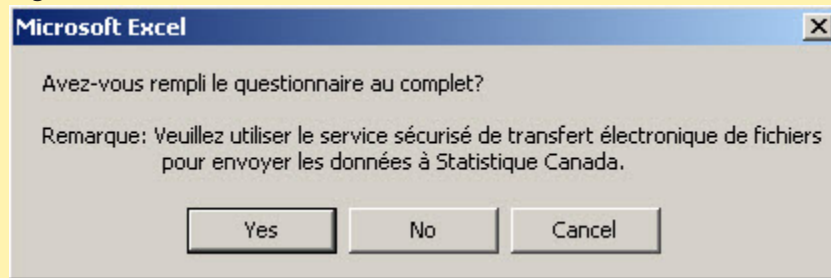 Microsoft Excel
Avez-vous rempli le questionnaire au complet?
Remarque: Veuillez utiliser le service sécurisé de transfert électronique de fichiers
pour envoyer les données à Statistique Canada.
Yes No Cancel